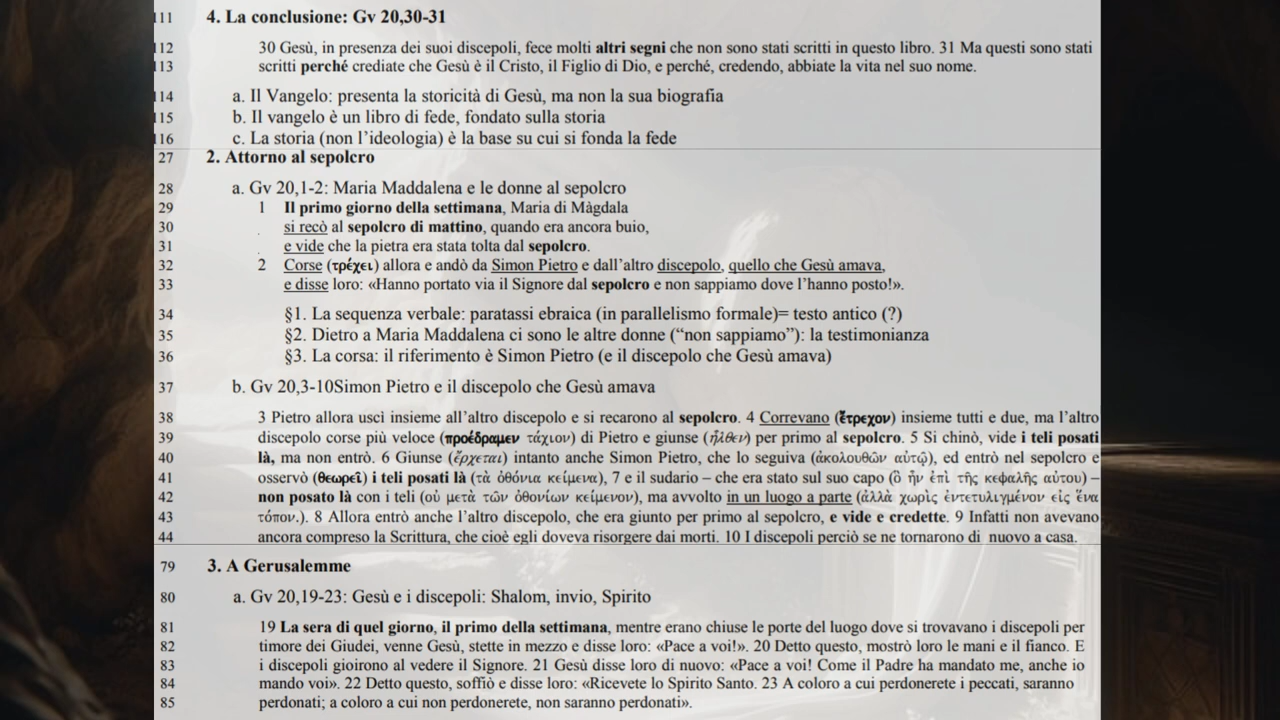 111 4. La conclusione: Gv 20,30-31
112 30 Gesù, in presenza dei suoi discepoli, fece molti altri segni che non sono stati scritti in questo libro. 31 Ma questi sono stati
113 scritti perché crediate che Gesù è il Cristo, il Figlio di Dio, e perché, credendo, abbiate la vita nel suo nome.
114 a. Il Vangelo: presenta la storicità di Gesù, ma non la sua biografia
115 b. Il vangelo è un libro di fede, fondato sulla storia
116 c. La storia (non l’ideologia) è la base su cui si fonda la fede
27 2. Attorno al sepolcro
28 a. Gv 20,1-2: Maria Maddalena e le donne al sepolcro
29 1 Il primo giorno della settimana, Maria di Màgdala
30 . si recò al sepolcro di mattino, quando era ancora buio,
31 . e vide che la pietra era stata tolta dal sepolcro.
32 2 Corse (τρέχει) allora e andò da Simon Pietro e dall’altro discepolo, quello che Gesù amava,
33 e disse loro: «Hanno portato via il Signore dal sepolcro e non sappiamo dove l’hanno posto!».
34 §1. La sequenza verbale: paratassi ebraica (in parallelismo formale)= testo antico (?)
35 §2. Dietro a Maria Maddalena ci sono le altre donne (“non sappiamo”): la testimonianza
36 §3. La corsa: il riferimento è Simon Pietro (e il discepolo che Gesù amava)
37 b. Gv 20,3-10Simon Pietro e il discepolo che Gesù amava
38 3 Pietro allora uscì insieme all’altro discepolo e si recarono al sepolcro. 4 Correvano (ἔτρεχον) insieme tutti e due, ma l’altro
39 discepolo corse più veloce (προέδραμεν τάχιον) di Pietro e giunse (ἦλθεν) per primo al sepolcro. 5 Si chinò, vide i teli posati
40 là, ma non entrò. 6 Giunse (ἔρχεται) intanto anche Simon Pietro, che lo seguiva (ἀκολουθῶν αὐτῷ), ed entrò nel sepolcro e
41 osservò (θεωρεῖ) i teli posati là (τὰ ὀθόνια κείμενα), 7 e il sudario – che era stato sul suo capo (ὃ ἦν ἐπὶ τῆς κεφαλῆς αὐτου) –
42 non posato là con i teli (οὐ μετὰ τῶν ὀθονίων κείμενον), ma avvolto in un luogo a parte (ἀλλὰ χωρὶς ἐντετυλιγμένον εἰς ἕνα
43 τόπον.). 8 Allora entrò anche l’altro discepolo, che era giunto per primo al sepolcro, e vide e credette. 9 Infatti non avevano
44 ancora compreso la Scrittura, che cioè egli doveva risorgere dai morti. 10 I discepoli perciò se ne tornarono di nuovo a casa.
79 3. A Gerusalemme
80 a. Gv 20,19-23: Gesù e i discepoli: Shalom, invio, Spirito
81 19 La sera di quel giorno, il primo della settimana, mentre erano chiuse le porte del luogo dove si trovavano i discepoli per
82 timore dei Giudei, venne Gesù, stette in mezzo e disse loro: «Pace a voi!». 20 Detto questo, mostrò loro le mani e il fianco. E
83 i discepoli gioirono al vedere il Signore. 21 Gesù disse loro di nuovo: «Pace a voi! Come il Padre ha mandato me, anche io
84 mando voi». 22 Detto questo, soffiò e disse loro: «Ricevete lo Spirito Santo. 23 A coloro a cui perdonerete i peccati, saranno
85 perdonati; a coloro a cui non perdonerete, non saranno perdonati».